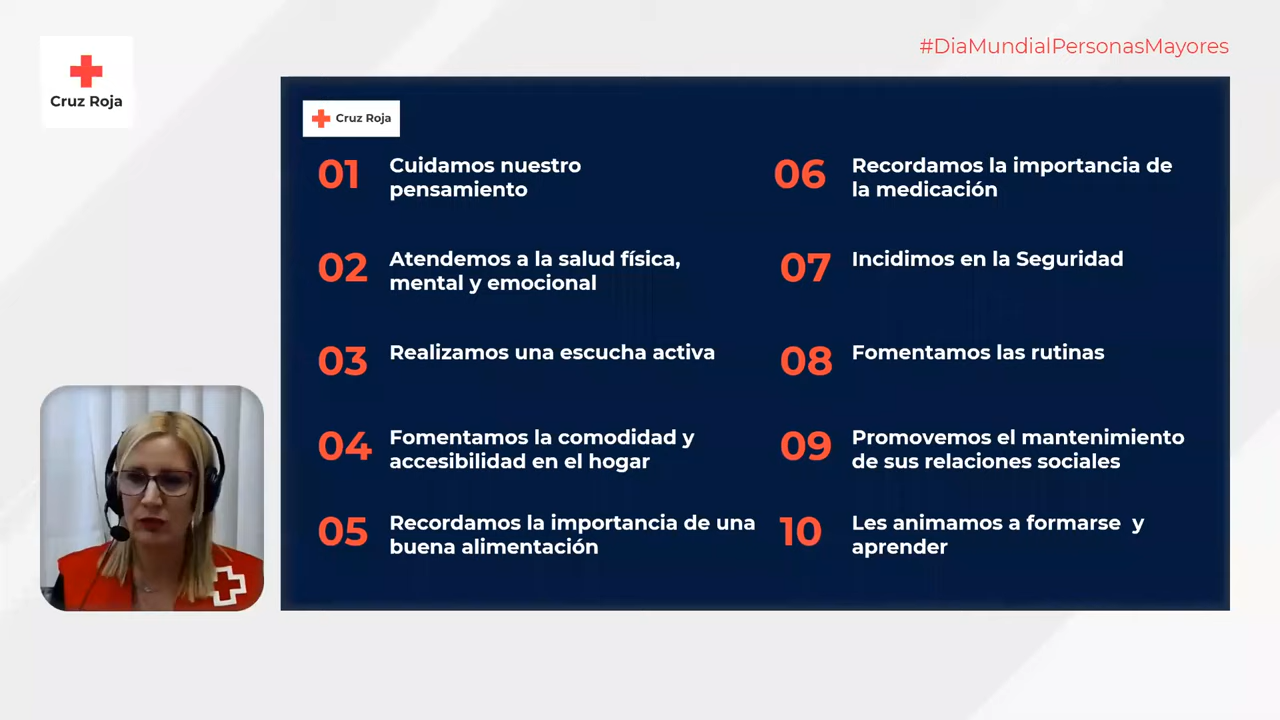 Cruz Roja
#DiaMundialPersonasMayores
Cruz Roja
01
Cuidamos nuestro
pensamiento
02
Atendemos a la salud física,
mental y emocional
03
Realizamos una escucha activa
04
Fomentamos la comodidad y
accesibilidad en el hogar
05
Recordamos la importancia de una
buena alimentación
06
Recordamos la importancia de
la medicación
07
Incidimos en la Seguridad
08
Fomentamos las rutinas
09
Promovemos el mantenimiento
de sus relaciones sociales
10
Les animamos a formarse y
aprender